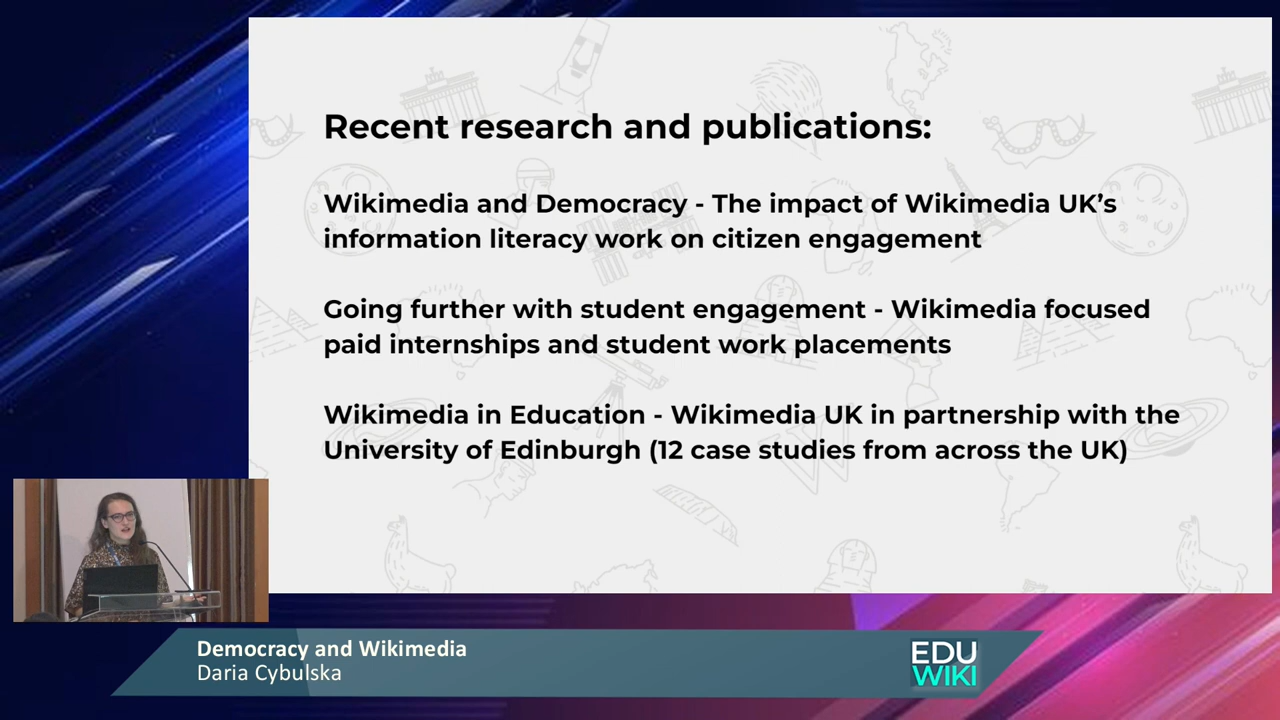 Recent research and publications:
Wikimedia and Democracy - The impact of Wikimedia UK’s
information literacy work on citizen engagement
Going further with student engagement - Wikimedia focused
paid internships and student work placements
Wikimedia in Education - Wikimedia UK in partnership with the
University of Edinburgh (12 case studies from across the UK)
Democracy and Wikimedia
Daria Cybulska
EDU
WIKI